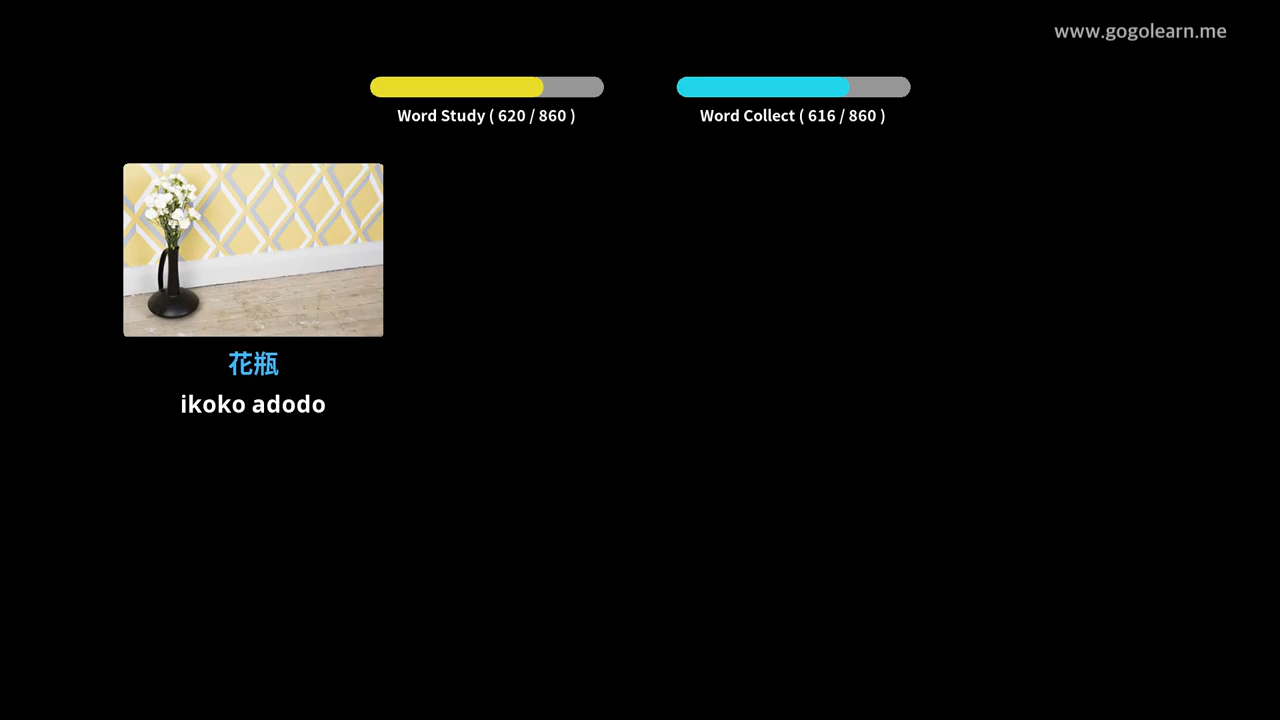 www.gogolearn.me
Word Study ( 620 / 860 )
Word Collect ( 616 / 860 )
花瓶
ikoko adodo